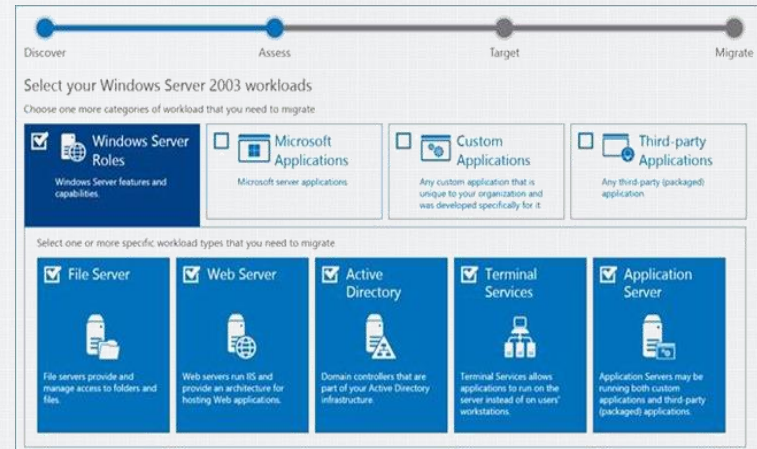 Discover
Assess
Target
Migrate
Select your Windows Server 2003 workloads
Choose one more categories of workload that you need to migrate
Windows Server
Roles
Windows Server features and
capabilities.
Microsoft
Applications
Microsoft server applications
Custom
Applications
Any custom application that is
unique to your organization and
was developed specifically for it
Third-party
Applications
Any third-party (packaged)
application
Select one or more specific workload types that you need to migrate
File Server
File servers provide and
manage access to folders and
files.
Web Server
Web servers run IIS and
provide an architecture for
hosting Web applications.
Active
Directory
Domain controllers that are
part of your Active Directory
infrastructure.
Terminal
Services
Terminal Services allows
applications to run on the
server instead of on users'
workstations.
Application
Server
Application Servers may be
running both custom
applications and third-party
(packaged) applications.